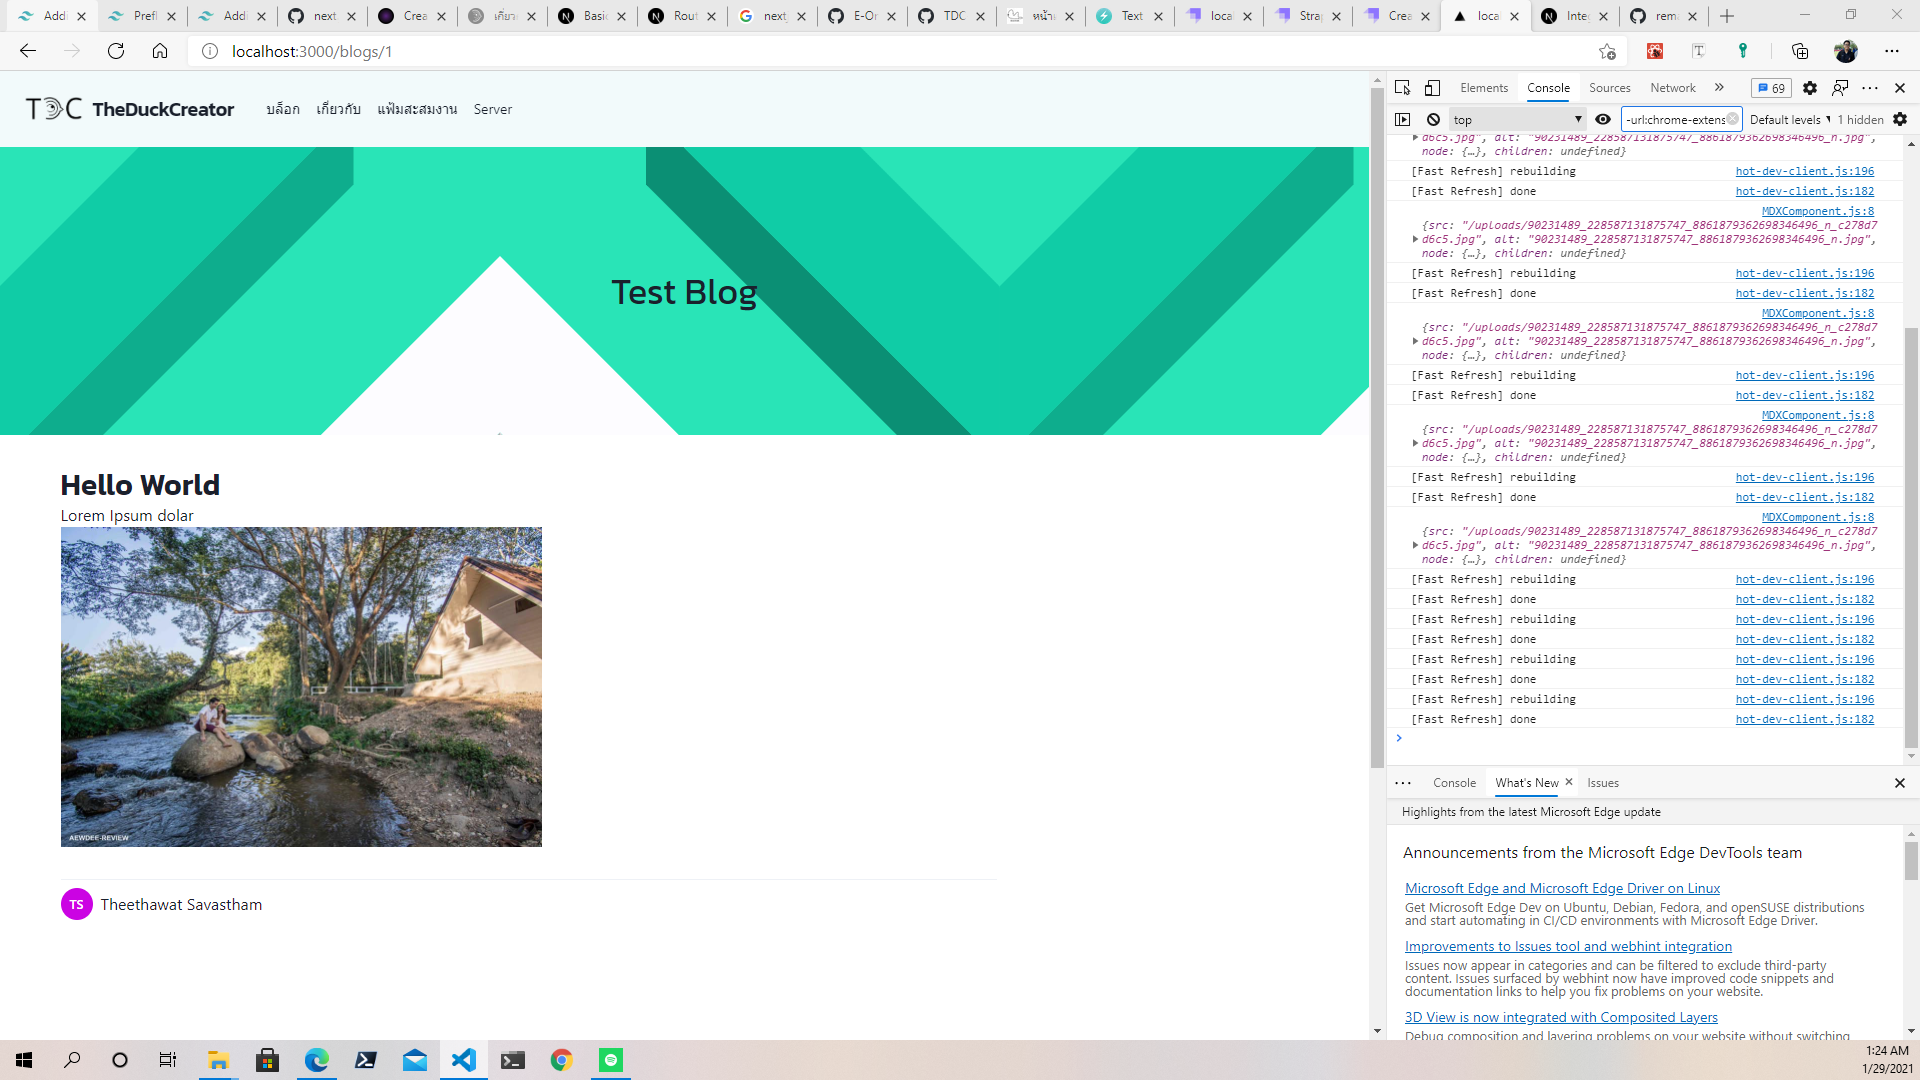 Addi
Prefl
Addi
next
Crea
เกี่ยว
Basic
Rout
next
E-Or
TDC
หน้า
Text
local
Stra
Crea
local
Inte
rem
localhost:3000/blogs/1
TDC TheDuckCreator บล็อก เกี่ยวกับ แฟ้มสะสมงาน Server
Test Blog
Hello World
Lorem Ipsum dolar
AEWDEE-REVIEW
TS Theethawat Savastham
Elements Console Sources Network 69
top -url:chrome-extens Default levels 1 hidden
d6c5.jpg", alt: "90231489_228587131875747_8861879362698346496_n.jpg",
node: {…}, children: undefined}
[Fast Refresh] rebuilding hot-dev-client.js:196
[Fast Refresh] done hot-dev-client.js:182
MDXComponent.js:8
{src: "/uploads/90231489_228587131875747_8861879362698346496_n_c278d7
d6c5.jpg", alt: "90231489_228587131875747_8861879362698346496_n.jpg",
node: {…}, children: undefined}
[Fast Refresh] rebuilding hot-dev-client.js:196
[Fast Refresh] done hot-dev-client.js:182
MDXComponent.js:8
{src: "/uploads/90231489_228587131875747_8861879362698346496_n_c278d7
d6c5.jpg", alt: "90231489_228587131875747_8861879362698346496_n.jpg",
node: {…}, children: undefined}
[Fast Refresh] rebuilding hot-dev-client.js:196
[Fast Refresh] done hot-dev-client.js:182
MDXComponent.js:8
{src: "/uploads/90231489_228587131875747_8861879362698346496_n_c278d7
d6c5.jpg", alt: "90231489_228587131875747_8861879362698346496_n.jpg",
node: {…}, children: undefined}
[Fast Refresh] rebuilding hot-dev-client.js:196
[Fast Refresh] done hot-dev-client.js:182
MDXComponent.js:8
{src: "/uploads/90231489_228587131875747_8861879362698346496_n_c278d7
d6c5.jpg", alt: "90231489_228587131875747_8861879362698346496_n.jpg",
node: {…}, children: undefined}
[Fast Refresh] rebuilding hot-dev-client.js:196
[Fast Refresh] done hot-dev-client.js:182
[Fast Refresh] rebuilding hot-dev-client.js:196
[Fast Refresh] done hot-dev-client.js:182
[Fast Refresh] rebuilding hot-dev-client.js:196
[Fast Refresh] done hot-dev-client.js:182
[Fast Refresh] rebuilding hot-dev-client.js:196
[Fast Refresh] done hot-dev-client.js:182
Console What's New Issues
Highlights from the latest Microsoft Edge update
Announcements from the Microsoft Edge DevTools team
Microsoft Edge and Microsoft Edge Driver on Linux
Get Microsoft Edge Dev on Ubuntu, Debian, Fedora, and openSUSE distributions
and start automating in CI/CD environments with Microsoft Edge Driver.
Improvements to Issues tool and webhint integration
Issues now appear in categories and can be filtered to exclude third-party
content. Issues surfaced by webhint now have improved code snippets and
documentation links to help you fix problems on your website.
3D View is now integrated with Composited Layers
Debug composition and layering problems on your website without switching
1:24 AM
1/29/2021